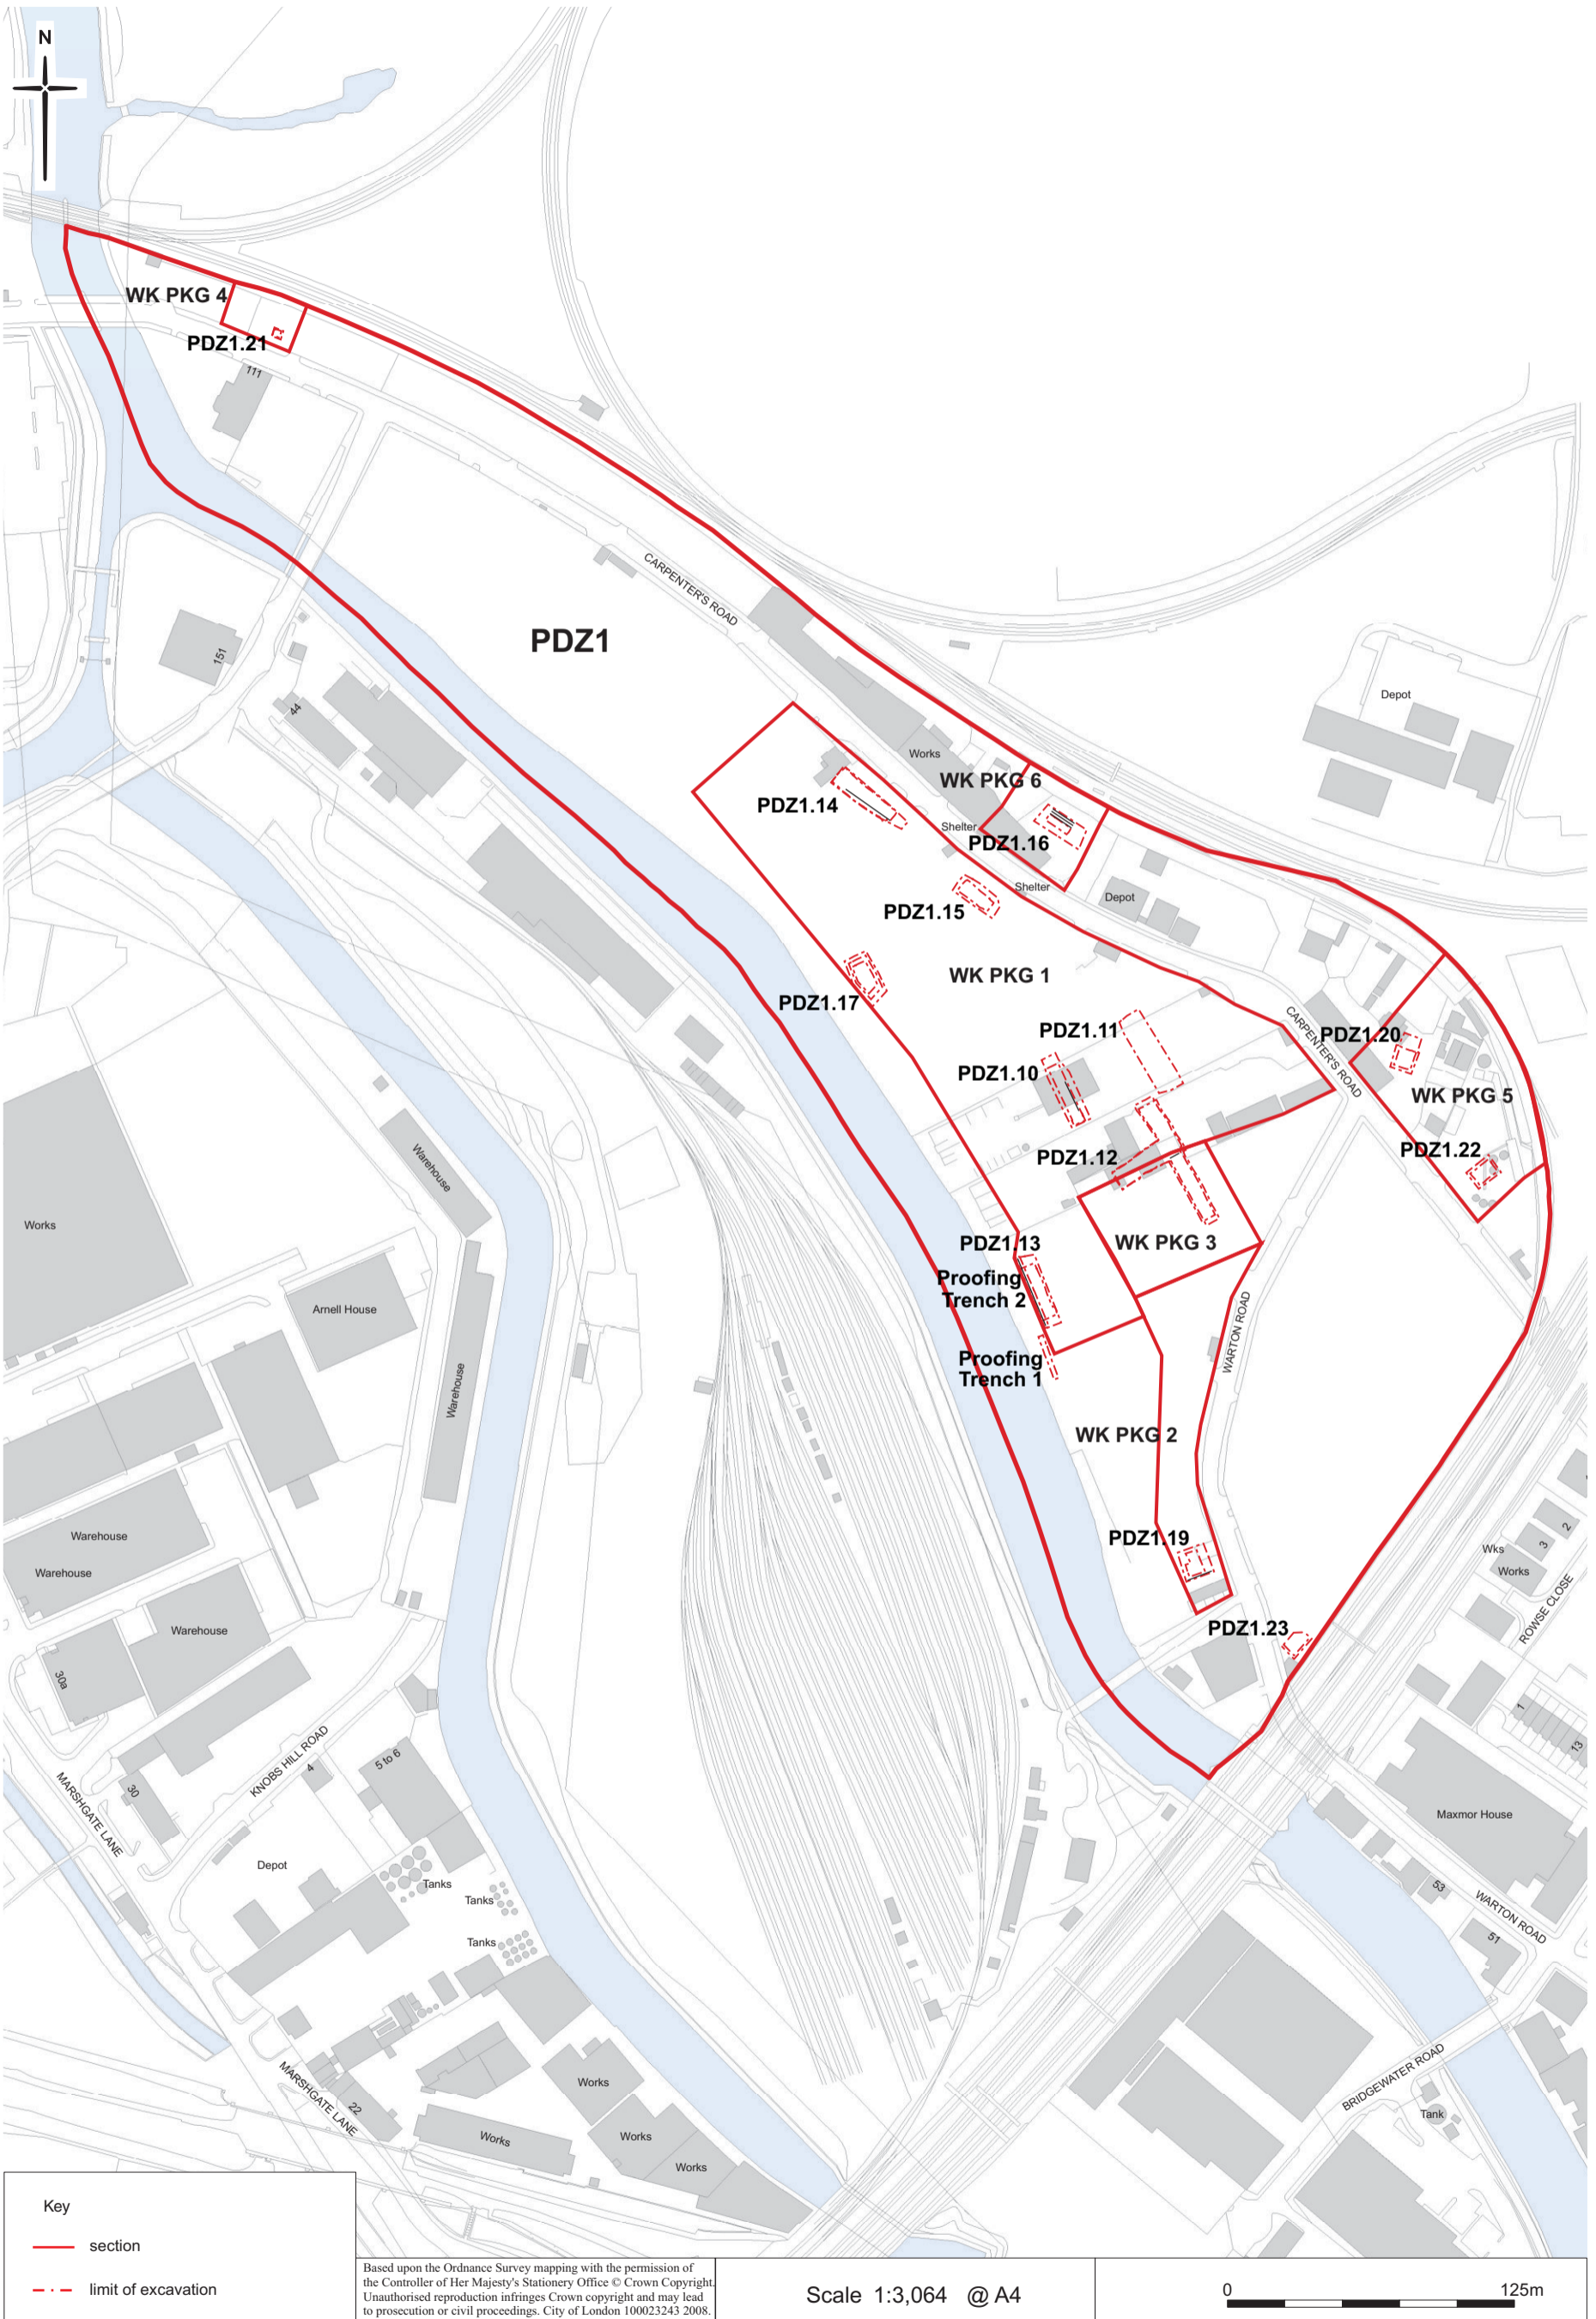 N
WK PKG 4
PDZ1.21
111
CARPENTER'S ROAD
PDZ1
151
44
Depot
Works
WK PKG 6
PDZ1.14
Shelter
PDZ1.16
Shelter
Depot
PDZ1.15
WK PKG 1
PDZ1.17
PDZ1.11
CARPENTER'S ROAD
PDZ1.20
PDZ1.10
WK PKG 5
PDZ1.12
PDZ1.22
Warehouse
Works
PDZ1.13
WK PKG 3
Proofing
Trench 2
Arnell House
WARTON ROAD
Proofing
Trench 1
Warehouse
WK PKG 2
Warehouse
Warehouse
PDZ1.19
2
3
Wks
Works
ROWSE CLOSE
Warehouse
PDZ1.23
30a
1
13
KNOBS HILL ROAD
5 to 6
4
30
MARSHGATE LANE
Maxmor House
Depot
Tanks
Tanks
53
WARTON ROAD
51
Tanks
BRIDGEWATER ROAD
Works
MARSHGATE LANE
22
Tank
Works
Works
Works
Key
section
limit of excavation
Based upon the Ordnance Survey mapping with the permission of
the Controller of Her Majesty's Stationery Office © Crown Copyright.
Unauthorised reproduction infringes Crown copyright and may lead
to prosecution or civil proceedings. City of London 100023243 2008.
Scale 1:3,064 @ A4
0 125m